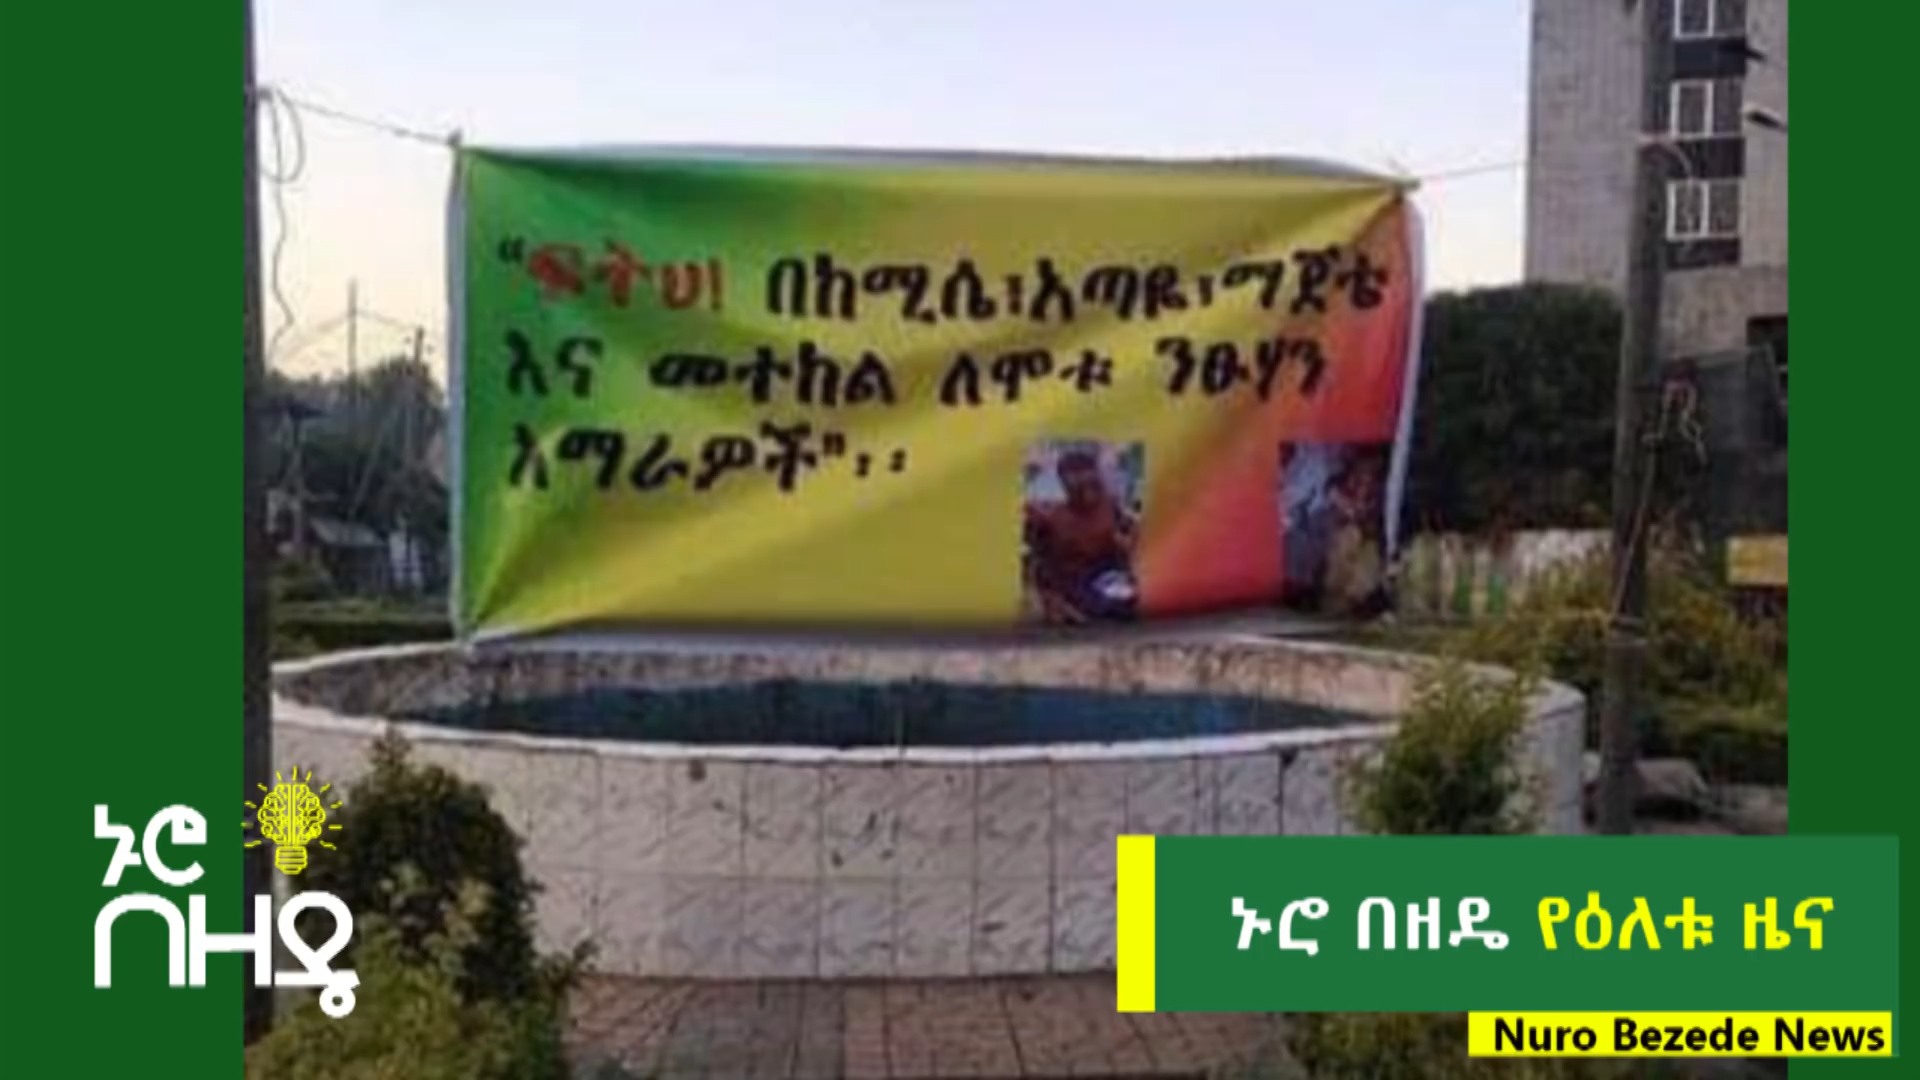 “ፍትህ! በከሚሴ፣አጣዬ፣ማጀቴ
እና መተከል ለሞቱ ንፁሃን
አማራዎች”፡፡
ኑሮ
በዘዴ
ኑሮ በዘዴ የዕለቱ ዜና
Nuro Bezede News